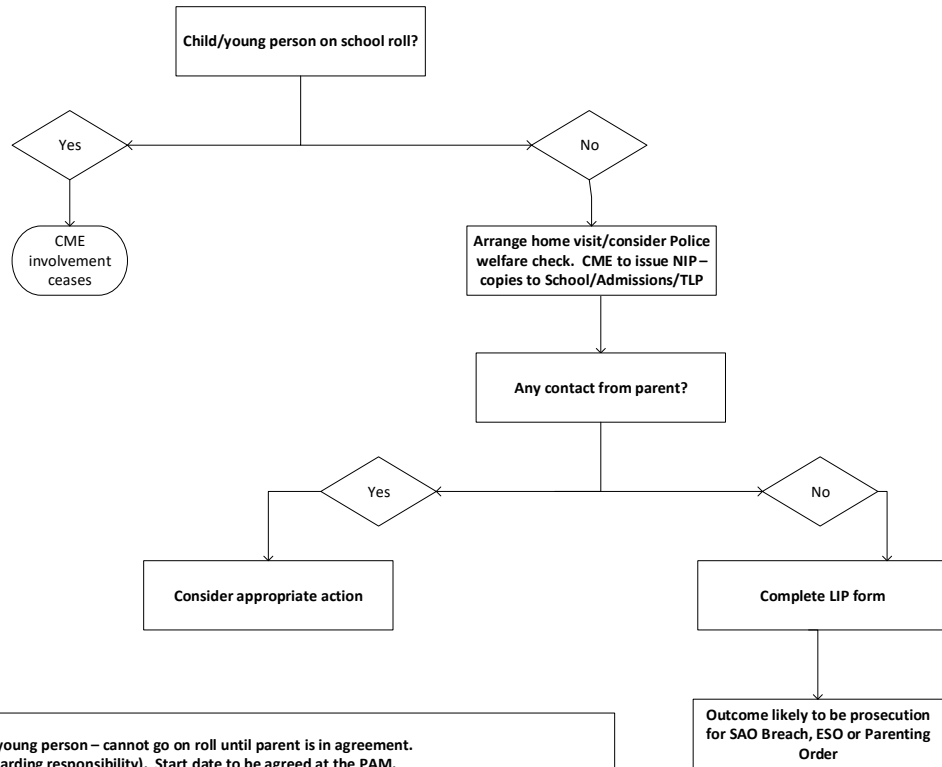 Child/young person on school roll?
Yes
No
CME
involvement
ceases
Arrange home visit/consider Police
welfare check.  CME to issue NIP –
copies to School/Admissions/TLP
Any contact from parent?
Yes
No
Consider appropriate action
Complete LIP form
Outcome likely to be prosecution
for SAO Breach, ESO or Parenting
Order
young person – cannot go on roll until parent is in agreement.
arding responsibility).  Start date to be agreed at the PAM.